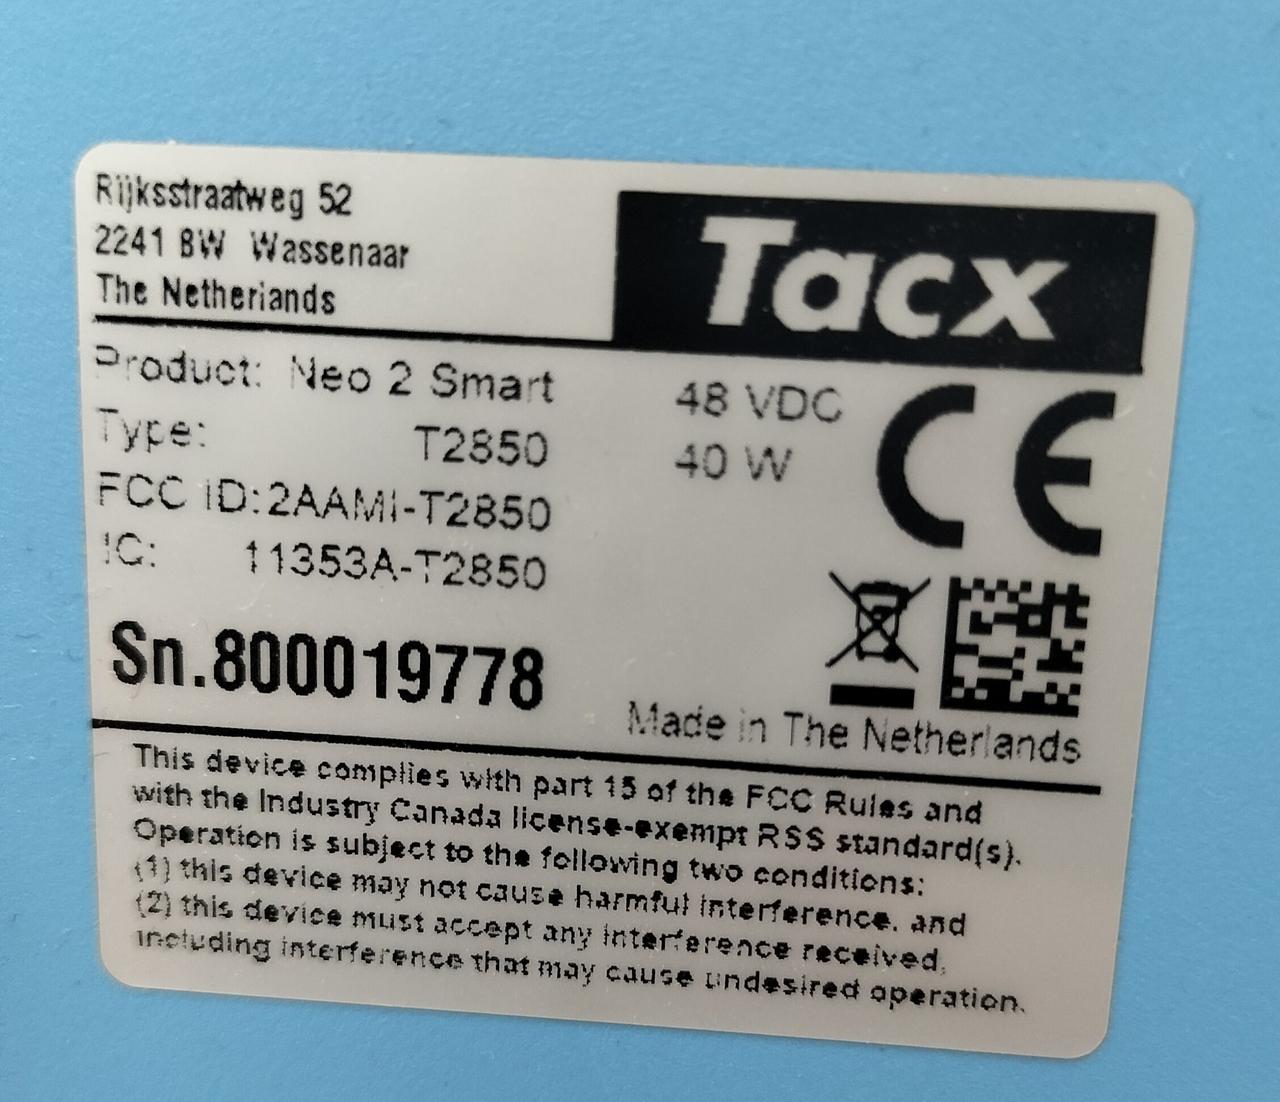 Rijksstraatweg 52
2241 BW Wassenaar
The Netherlands
Tacx
Product: Neo 2 Smart
48 VDC
Type: T2850
40 W
FCC ID: 2AAMI-T2850
IC: 11353A-T2850
CE
Sn.800019778
Made in The Netherlands
This device complies with part 15 of the FCC Rules and
with the Industry Canada license-exempt RSS standard(s).
Operation is subject to the following two conditions:
(1) this device may not cause harmful interference, and
(2) this device must accept any interference received,
including interference that may cause undesired operation.